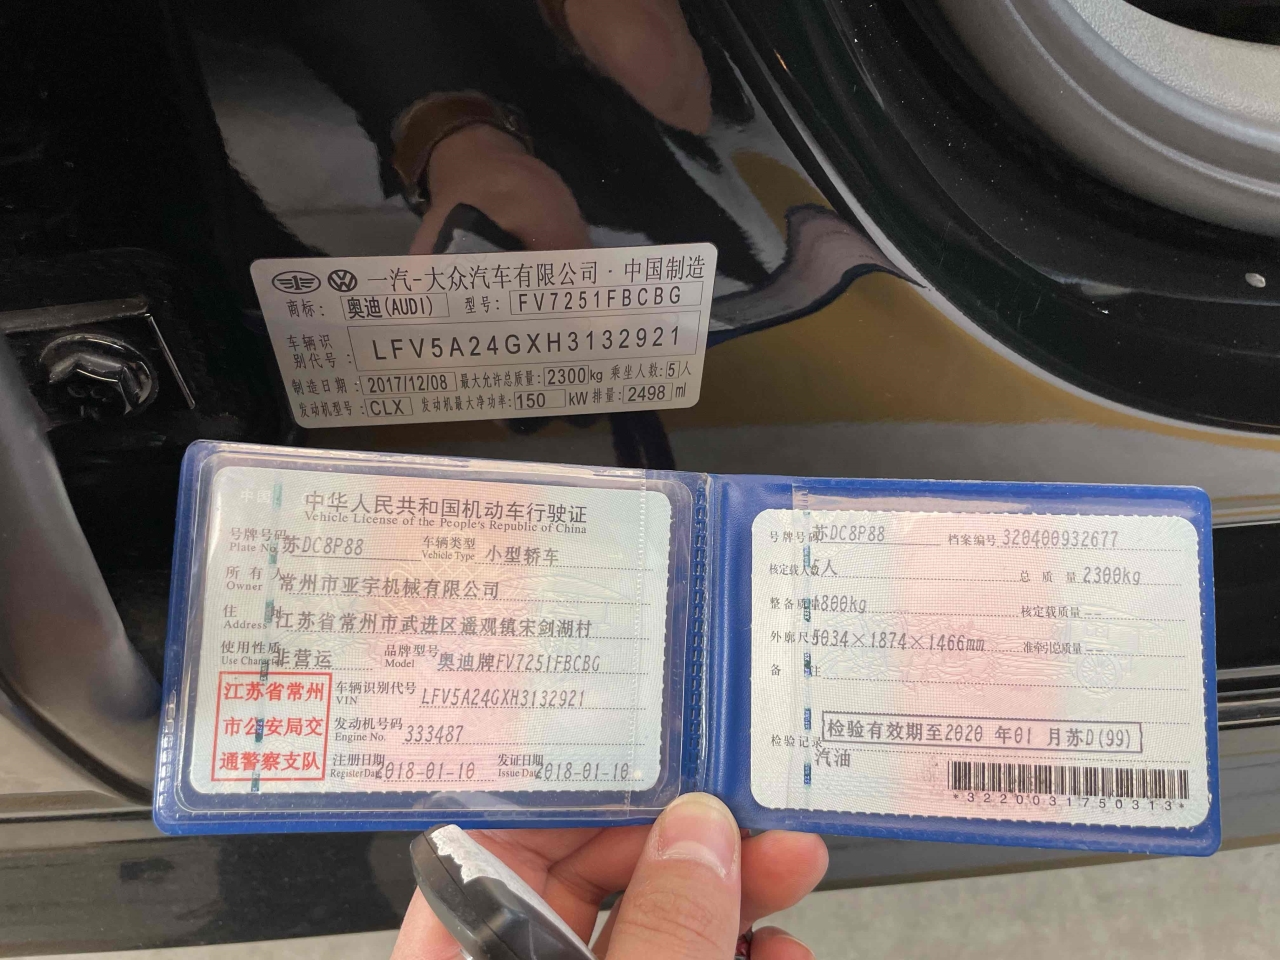 一汽-大众汽车有限公司·中国制造
商标: 奥迪(AUDI) 型号: FV7251FBCBG
车辆识别代号: LFV5A24GXH3132921
制造日期: 2017/12/08 最大允许总质量: 2300kg 乘坐人数: 5人
发动机型号: CLX 发动机最大净功率: 150 kW 排量: 2498 ml
中华人民共和国机动车行驶证
Vehicle License of the People's Republic of China
号牌号码 苏DC8P88 车辆类型 小型轿车
Plate No. Vehicle Type
所有人 常州市亚宇机械有限公司
Owner
住址 江苏省常州市武进区遥观镇宋剑湖村
Address
使用性质 非营运 品牌型号 奥迪牌FV7251FBCBG
Use Character Model
江苏省常州
市公安局交
通警察支队
车辆识别代号 LFV5A24GXH3132921
VIN
发动机号码 333487
Engine No.
注册日期 2018-01-10 发证日期 2018-01-10
Register Date Issue Date
号牌号码 苏DC8P88 档案编号 320400932677
核定载人数 5人 总质量 2300kg
整备质量 1800kg 核定载质量 --
外廓尺寸 5034×1874×1466mm 准牵引总质量 --
备注
检验有效期至2020年01月苏D(99)
检验记录
汽油
*3220031750313*